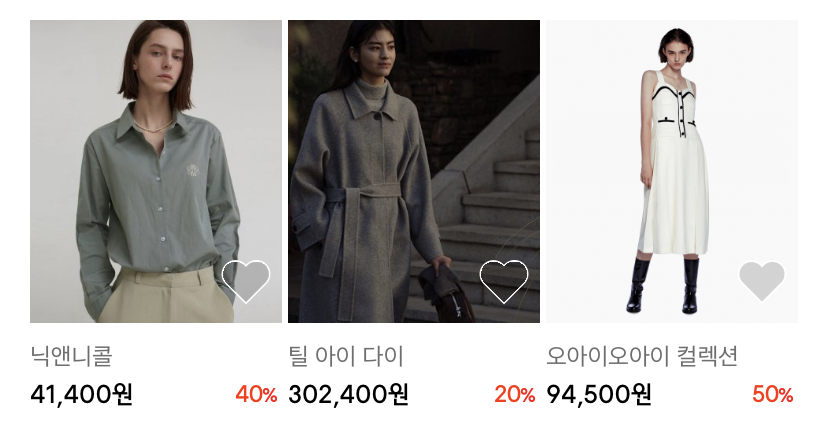 닉앤니콜
41,400원 40%
틸 아이 다이
302,400원 20%
오아이오아이 컬렉션
94,500원 50%